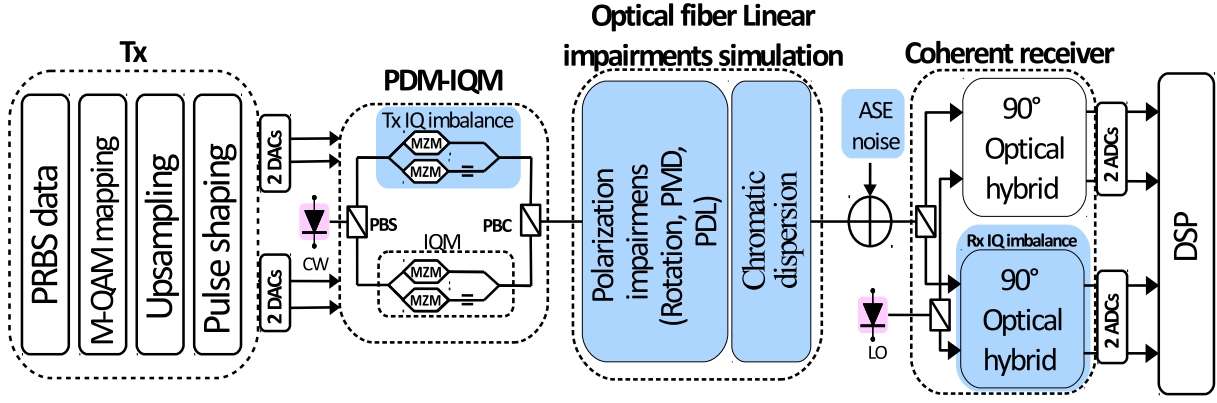 Tx
PRBS data
M-QAM mapping
Upsampling
Pulse shaping
2 DACs
2 DACs
CW
PDM-IQM
Tx IQ imbalance
MZM
MZM
PBS
PBC
IQM
MZM
MZM
Optical fiber Linear
impairments simulation
Polarization
impairmens
(Rotation, PMD,
PDL)
Chromatic
dispersion
ASE
noise
LO
Coherent receiver
90°
Optical
hybrid
Rx IQ imbalance
90°
Optical
hybrid
2 ADCs
2 ADCs
DSP